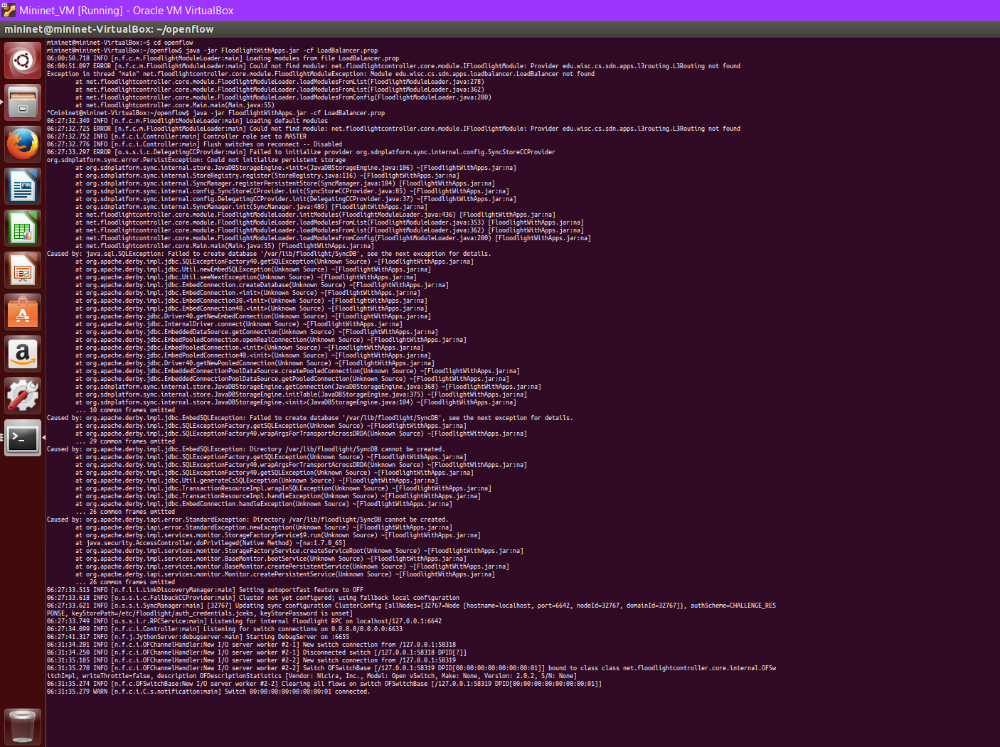 Mininet_VM [Running] - Oracle VM VirtualBox
mininet@mininet-VirtualBox: ~/openflow
mininet@mininet-VirtualBox:~$ cd openflow
mininet@mininet-VirtualBox:~/openflow$ java -jar FloodlightWithApps.jar -cf LoadBalancer.prop
06:00:50.718 INFO [n.f.c.m.FloodlightModuleLoader:main] Loading modules from file LoadBalancer.prop
06:00:51.097 ERROR [n.f.c.m.FloodlightModuleLoader:main] Could not find module: net.floodlightcontroller.core.module.IFloodlightModule: Provider edu.wisc.cs.sdn.apps.l3routing.L3Routing not found
Exception in thread "main" net.floodlightcontroller.core.module.FloodlightModuleException: Module edu.wisc.cs.sdn.apps.loadbalancer.LoadBalancer not found
at net.floodlightcontroller.core.module.FloodlightModuleLoader.loadModulesFromList(FloodlightModuleLoader.java:278)
at net.floodlightcontroller.core.module.FloodlightModuleLoader.loadModulesFromList(FloodlightModuleLoader.java:362)
at net.floodlightcontroller.core.module.FloodlightModuleLoader.loadModulesFromConfig(FloodlightModuleLoader.java:200)
at net.floodlightcontroller.core.Main.main(Main.java:55)
^Cmininet@mininet-VirtualBox:~/openflow$ java -jar FloodlightWithApps.jar -cf LoadBalancer.prop
06:27:32.349 INFO [n.f.c.m.FloodlightModuleLoader:main] Loading default modules
06:27:32.725 ERROR [n.f.c.m.FloodlightModuleLoader:main] Could not find module: net.floodlightcontroller.core.module.IFloodlightModule: Provider edu.wisc.cs.sdn.apps.l3routing.L3Routing not found
06:27:32.752 INFO [n.f.c.i.Controller:main] Controller role set to MASTER
06:27:32.776 INFO [n.f.c.i.Controller:main] Flush switches on reconnect -- Disabled
06:27:33.297 ERROR [o.s.s.i.c.DelegatingCCProvider:main] Failed to initialize provider org.sdnplatform.sync.internal.config.SyncStoreCCProvider
org.sdnplatform.sync.error.PersistException: Could not initialize persistent storage
at org.sdnplatform.sync.internal.store.JavaDBStorageEngine.<init>(JavaDBStorageEngine.java:106) ~[FloodlightWithApps.jar:na]
at org.sdnplatform.sync.internal.StoreRegistry.register(StoreRegistry.java:116) ~[FloodlightWithApps.jar:na]
at org.sdnplatform.sync.internal.SyncManager.registerPersistentStore(SyncManager.java:184) [FloodlightWithApps.jar:na]
at org.sdnplatform.sync.internal.config.SyncStoreCCProvider.init(SyncStoreCCProvider.java:85) ~[FloodlightWithApps.jar:na]
at org.sdnplatform.sync.internal.config.DelegatingCCProvider.init(DelegatingCCProvider.java:37) ~[FloodlightWithApps.jar:na]
at org.sdnplatform.sync.internal.SyncManager.init(SyncManager.java:489) [FloodlightWithApps.jar:na]
at net.floodlightcontroller.core.module.FloodlightModuleLoader.initModules(FloodlightModuleLoader.java:436) [FloodlightWithApps.jar:na]
at net.floodlightcontroller.core.module.FloodlightModuleLoader.loadModulesFromList(FloodlightModuleLoader.java:353) [FloodlightWithApps.jar:na]
at net.floodlightcontroller.core.module.FloodlightModuleLoader.loadModulesFromList(FloodlightModuleLoader.java:362) [FloodlightWithApps.jar:na]
at net.floodlightcontroller.core.module.FloodlightModuleLoader.loadModulesFromConfig(FloodlightModuleLoader.java:200) [FloodlightWithApps.jar:na]
at net.floodlightcontroller.core.Main.main(Main.java:55) [FloodlightWithApps.jar:na]
Caused by: java.sql.SQLException: Failed to create database '/var/lib/floodlight/SyncDB', see the next exception for details.
at org.apache.derby.impl.jdbc.SQLExceptionFactory40.getSQLException(Unknown Source) ~[FloodlightWithApps.jar:na]
at org.apache.derby.impl.jdbc.Util.newEmbedSQLException(Unknown Source) ~[FloodlightWithApps.jar:na]
at org.apache.derby.impl.jdbc.Util.seeNextException(Unknown Source) ~[FloodlightWithApps.jar:na]
at org.apache.derby.impl.jdbc.EmbedConnection.createDatabase(Unknown Source) ~[FloodlightWithApps.jar:na]
at org.apache.derby.impl.jdbc.EmbedConnection.<init>(Unknown Source) ~[FloodlightWithApps.jar:na]
at org.apache.derby.impl.jdbc.EmbedConnection30.<init>(Unknown Source) ~[FloodlightWithApps.jar:na]
at org.apache.derby.impl.jdbc.EmbedConnection40.<init>(Unknown Source) ~[FloodlightWithApps.jar:na]
at org.apache.derby.jdbc.Driver40.getNewEmbedConnection(Unknown Source) ~[FloodlightWithApps.jar:na]
at org.apache.derby.jdbc.InternalDriver.connect(Unknown Source) ~[FloodlightWithApps.jar:na]
at org.apache.derby.jdbc.EmbeddedDataSource.getConnection(Unknown Source) ~[FloodlightWithApps.jar:na]
at org.apache.derby.jdbc.EmbedPooledConnection.openRealConnection(Unknown Source) ~[FloodlightWithApps.jar:na]
at org.apache.derby.jdbc.EmbedPooledConnection.<init>(Unknown Source) ~[FloodlightWithApps.jar:na]
at org.apache.derby.jdbc.EmbedPooledConnection40.<init>(Unknown Source) ~[FloodlightWithApps.jar:na]
at org.apache.derby.jdbc.Driver40.getNewPooledConnection(Unknown Source) ~[FloodlightWithApps.jar:na]
at org.apache.derby.jdbc.EmbeddedConnectionPoolDataSource.createPooledConnection(Unknown Source) ~[FloodlightWithApps.jar:na]
at org.apache.derby.jdbc.EmbeddedConnectionPoolDataSource.getPooledConnection(Unknown Source) ~[FloodlightWithApps.jar:na]
at org.sdnplatform.sync.internal.store.JavaDBStorageEngine.getConnection(JavaDBStorageEngine.java:368) ~[FloodlightWithApps.jar:na]
at org.sdnplatform.sync.internal.store.JavaDBStorageEngine.initTable(JavaDBStorageEngine.java:375) ~[FloodlightWithApps.jar:na]
at org.sdnplatform.sync.internal.store.JavaDBStorageEngine.<init>(JavaDBStorageEngine.java:104) ~[FloodlightWithApps.jar:na]
... 10 common frames omitted
Caused by: org.apache.derby.impl.jdbc.EmbedSQLException: Failed to create database '/var/lib/floodlight/SyncDB', see the next exception for details.
at org.apache.derby.impl.jdbc.SQLExceptionFactory.getSQLException(Unknown Source) ~[FloodlightWithApps.jar:na]
at org.apache.derby.impl.jdbc.SQLExceptionFactory40.wrapArgsForTransportAcrossDRDA(Unknown Source) ~[FloodlightWithApps.jar:na]
... 29 common frames omitted
Caused by: org.apache.derby.impl.jdbc.EmbedSQLException: Directory /var/lib/floodlight/SyncDB cannot be created.
at org.apache.derby.impl.jdbc.SQLExceptionFactory.getSQLException(Unknown Source) ~[FloodlightWithApps.jar:na]
at org.apache.derby.impl.jdbc.SQLExceptionFactory40.wrapArgsForTransportAcrossDRDA(Unknown Source) ~[FloodlightWithApps.jar:na]
at org.apache.derby.impl.jdbc.SQLExceptionFactory40.getSQLException(Unknown Source) ~[FloodlightWithApps.jar:na]
at org.apache.derby.impl.jdbc.Util.generateCsSQLException(Unknown Source) ~[FloodlightWithApps.jar:na]
at org.apache.derby.impl.jdbc.TransactionResourceImpl.wrapInSQLException(Unknown Source) ~[FloodlightWithApps.jar:na]
at org.apache.derby.impl.jdbc.TransactionResourceImpl.handleException(Unknown Source) ~[FloodlightWithApps.jar:na]
at org.apache.derby.impl.jdbc.EmbedConnection.handleException(Unknown Source) ~[FloodlightWithApps.jar:na]
... 26 common frames omitted
Caused by: org.apache.derby.iapi.error.StandardException: Directory /var/lib/floodlight/SyncDB cannot be created.
at org.apache.derby.iapi.error.StandardException.newException(Unknown Source) ~[FloodlightWithApps.jar:na]
at org.apache.derby.impl.services.monitor.StorageFactoryService$9.run(Unknown Source) ~[FloodlightWithApps.jar:na]
at java.security.AccessController.doPrivileged(Native Method) ~[na:1.7.0_65]
at org.apache.derby.impl.services.monitor.StorageFactoryService.createServiceRoot(Unknown Source) ~[FloodlightWithApps.jar:na]
at org.apache.derby.impl.services.monitor.BaseMonitor.bootService(Unknown Source) ~[FloodlightWithApps.jar:na]
at org.apache.derby.impl.services.monitor.BaseMonitor.createPersistentService(Unknown Source) ~[FloodlightWithApps.jar:na]
at org.apache.derby.iapi.services.monitor.Monitor.createPersistentService(Unknown Source) ~[FloodlightWithApps.jar:na]
... 26 common frames omitted
06:27:33.515 INFO [n.f.l.i.LinkDiscoveryManager:main] Setting autoportfast feature to OFF
06:27:33.618 INFO [o.s.s.i.c.FallbackCCProvider:main] Cluster not yet configured; using fallback local configuration
06:27:33.621 INFO [o.s.s.i.SyncManager:main] [32767] Updating sync configuration ClusterConfig [allNodes={32767=Node [hostname=localhost, port=6642, nodeId=32767, domainId=32767]}, authScheme=CHALLENGE_RES
PONSE, keyStorePath=/etc/floodlight/auth_credentials.jceks, keyStorePassword is unset]
06:27:33.749 INFO [o.s.s.i.r.RPCService:main] Listening for internal floodlight RPC on localhost/127.0.0.1:6642
06:27:34.099 INFO [n.f.c.i.Controller:main] Listening for switch connections on 0.0.0.0/0.0.0.0:6633
06:27:41.317 INFO [n.f.j.JythonServer:debugserver-main] Starting DebugServer on :6655
06:31:34.201 INFO [n.f.c.i.OFChannelHandler:New I/O server worker #2-1] New switch connection from /127.0.0.1:58318
06:31:34.250 INFO [n.f.c.i.OFChannelHandler:New I/O server worker #2-1] Disconnected switch [/127.0.0.1:58318 DPID[?]]
06:31:35.185 INFO [n.f.c.i.OFChannelHandler:New I/O server worker #2-2] New switch connection from /127.0.0.1:58319
06:31:35.270 INFO [n.f.c.i.OFChannelHandler:New I/O server worker #2-2] Switch OFSwitchBase [/127.0.0.1:58319 DPID[00:00:00:00:00:00:00:01]] bound to class class net.floodlightcontroller.core.internal.OFSw
itchImpl, writeThrottle=false, description OFDescriptionStatistics [Vendor: Nicira, Inc., Model: Open vSwitch, Make: None, Version: 2.0.2, S/N: None]
06:31:35.274 INFO [n.f.c.OFSwitchBase:New I/O server worker #2-2] Clearing all flows on switch OFSwitchBase [/127.0.0.1:58319 DPID[00:00:00:00:00:00:00:01]]
06:31:35.279 WARN [n.f.c.i.C.s.notification:main] Switch 00:00:00:00:00:00:00:01 connected.